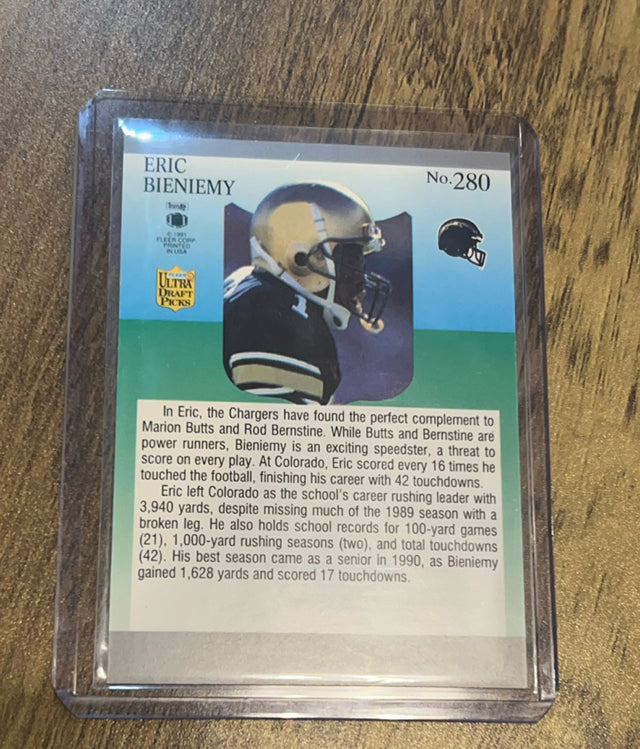 ERIC
BIENIEMY
No.280
© 1991
FLEER CORP.
PRINTED
IN USA
FLEER
ULTRA
DRAFT
PICKS
1
In Eric, the Chargers have found the perfect complement to
Marion Butts and Rod Bernstine. While Butts and Bernstine are
power runners, Bieniemy is an exciting speedster, a threat to
score on every play. At Colorado, Eric scored every 16 times he
touched the football, finishing his career with 42 touchdowns.
Eric left Colorado as the school's career rushing leader with
3,940 yards, despite missing much of the 1989 season with a
broken leg. He also holds school records for 100-yard games
(21), 1,000-yard rushing seasons (two), and total touchdowns
(42). His best season came as a senior in 1990, as Bieniemy
gained 1,628 yards and scored 17 touchdowns.